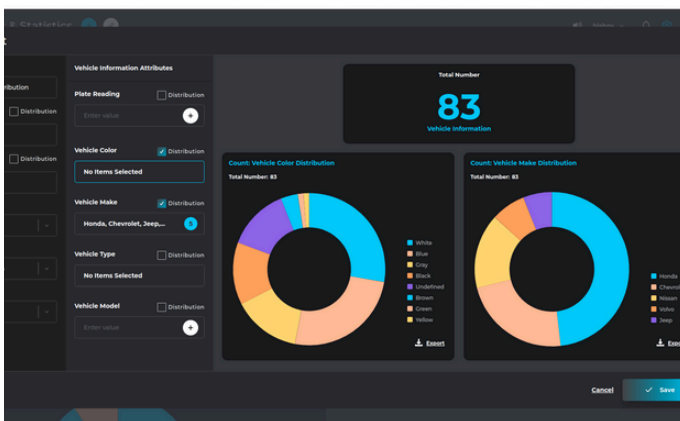 & Statistics
Vehicle Information Attributes
Plate Reading
Distribution
Enter value
Vehicle Color
Distribution
No Items Selected
Vehicle Make
Distribution
Honda, Chevrolet, Jeep,...
5
Vehicle Type
Distribution
No Items Selected
Vehicle Model
Distribution
Enter value
Distribution
Distribution
Total Number
83
Vehicle Information
Count: Vehicle Color Distribution
Total Number: 83
White
Blue
Gray
Black
Undefined
Brown
Green
Yellow
Export
Count: Vehicle Make Distribution
Total Number: 83
Honda
Chevrol
Nissan
Volvo
Jeep
Expo
Cancel
Save